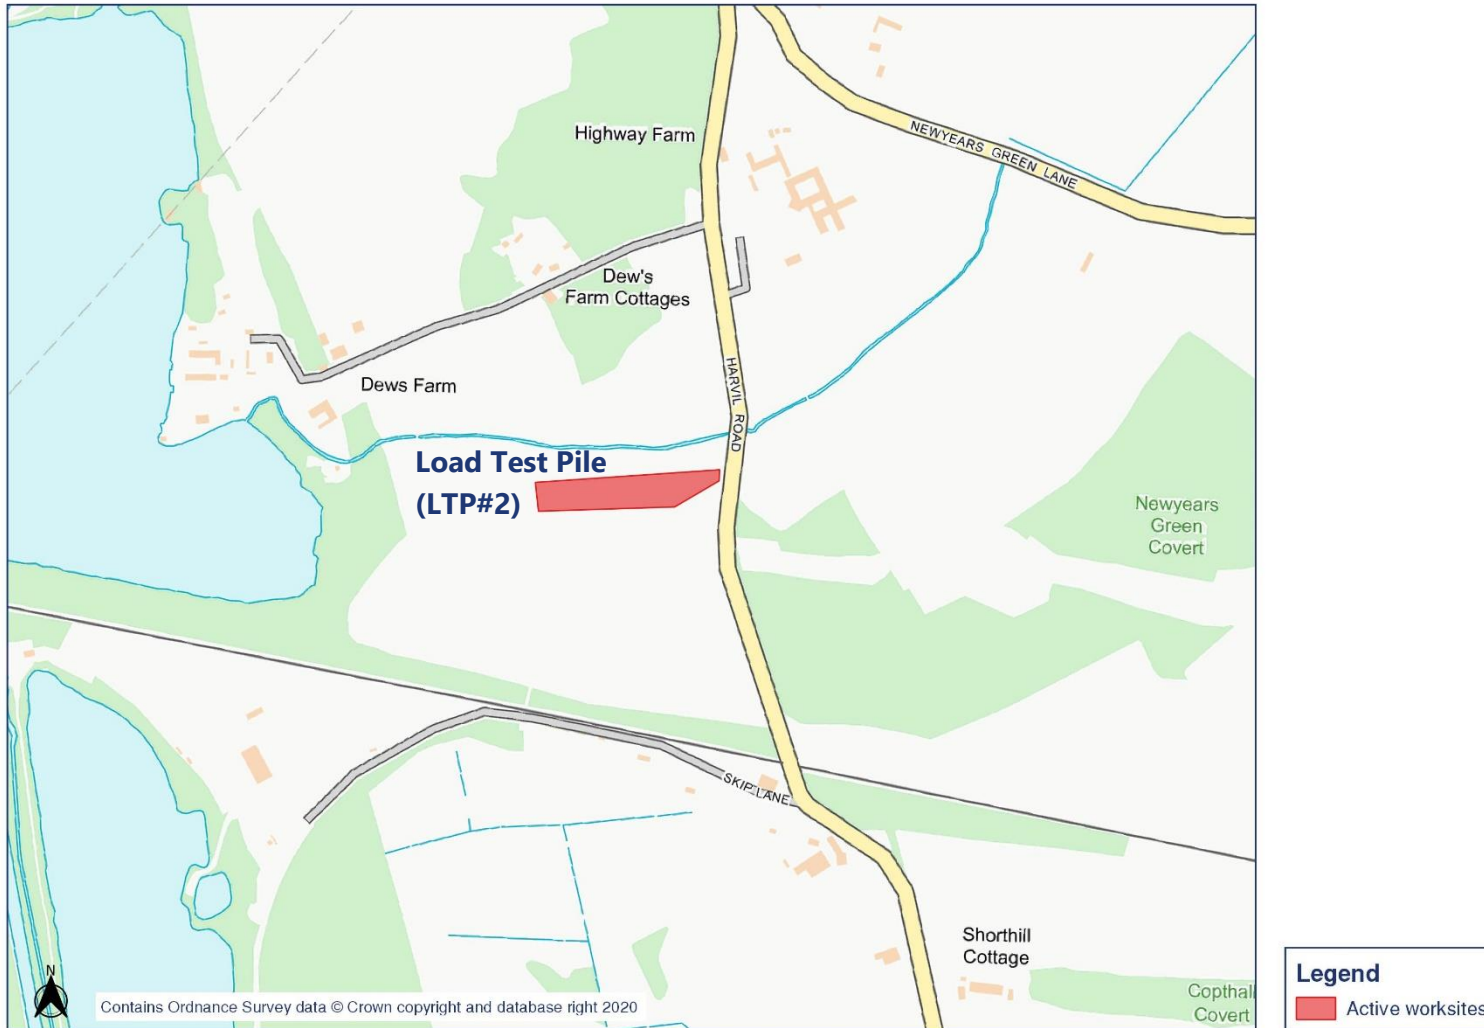 Highway Farm
NEWYEARS GREEN LANE
Dew's
Farm Cottages
HARVIL ROAD
Dews Farm
Load Test Pile
(LTP#2)
Newyears
Green
Covert
SKIP LANE
Shorthill
Cottage
Copthall
Covert
N
Contains Ordnance Survey data © Crown copyright and database right 2020
Legend
Active worksites